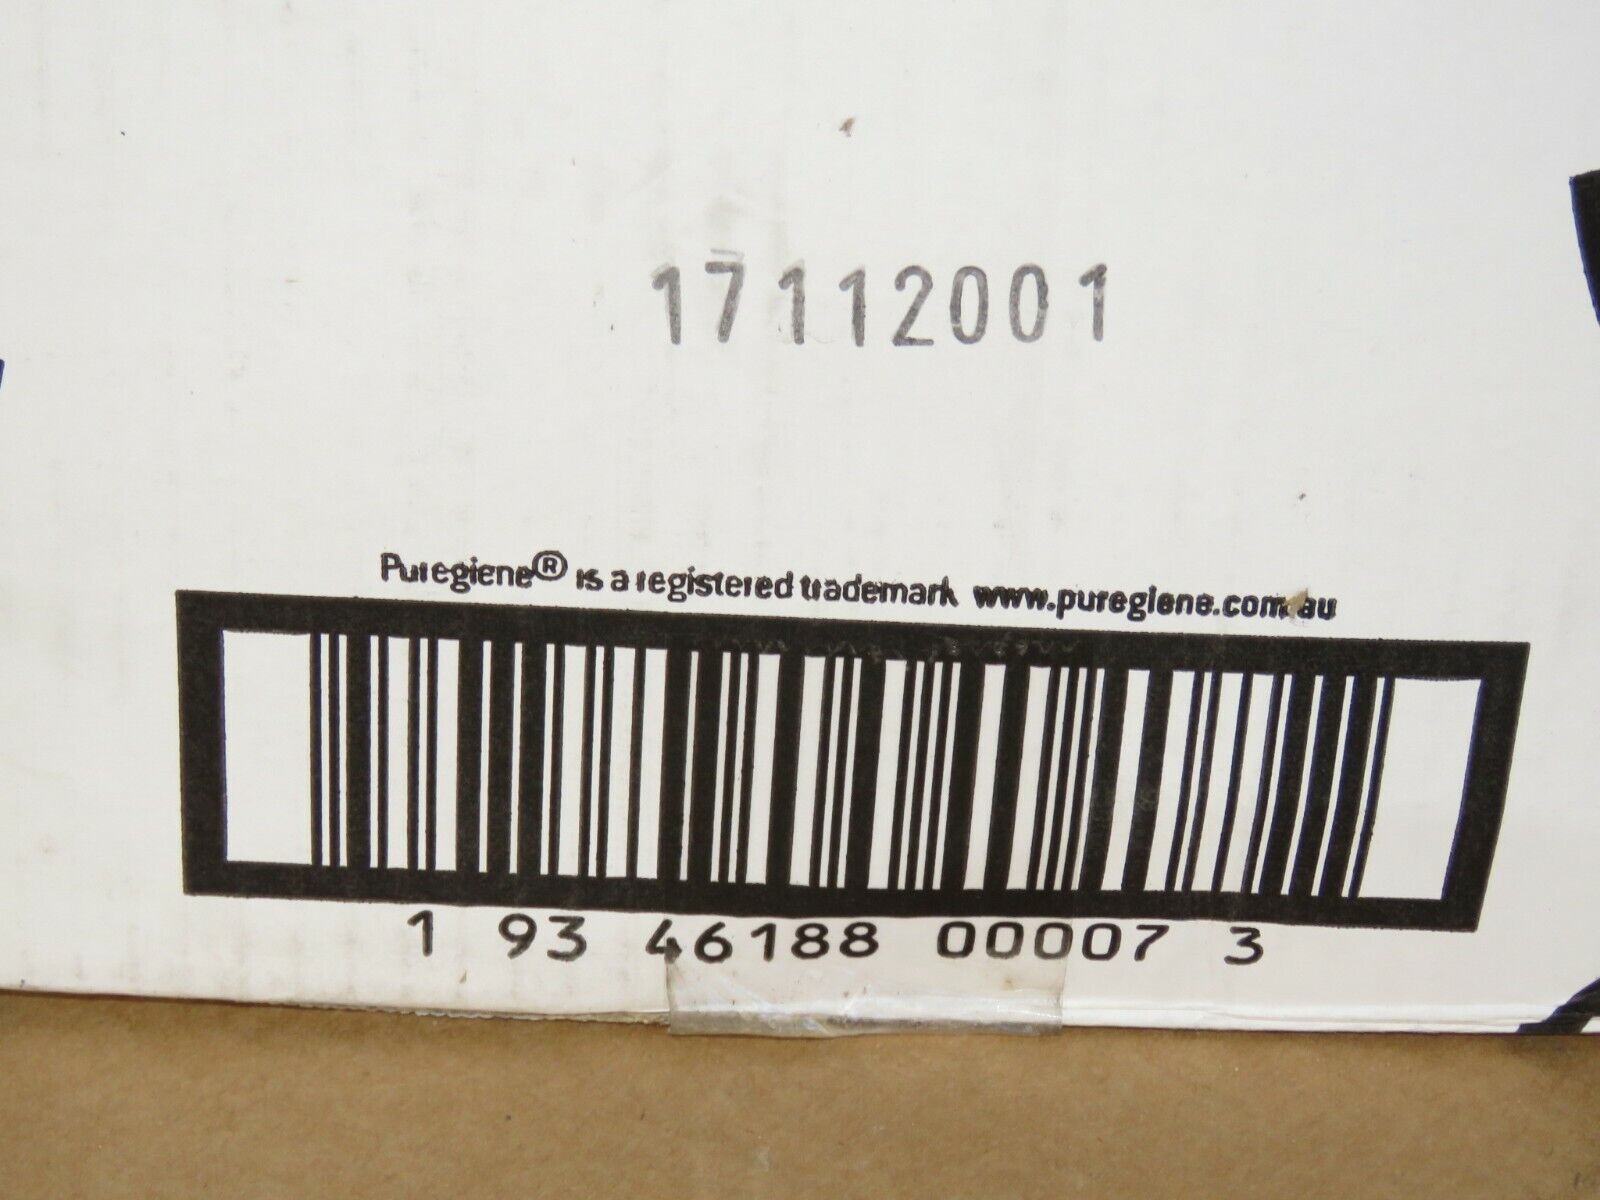 17112001
Puregiene® is a registered trademark www.puregiene.com.au
1 93 46188 00007 3